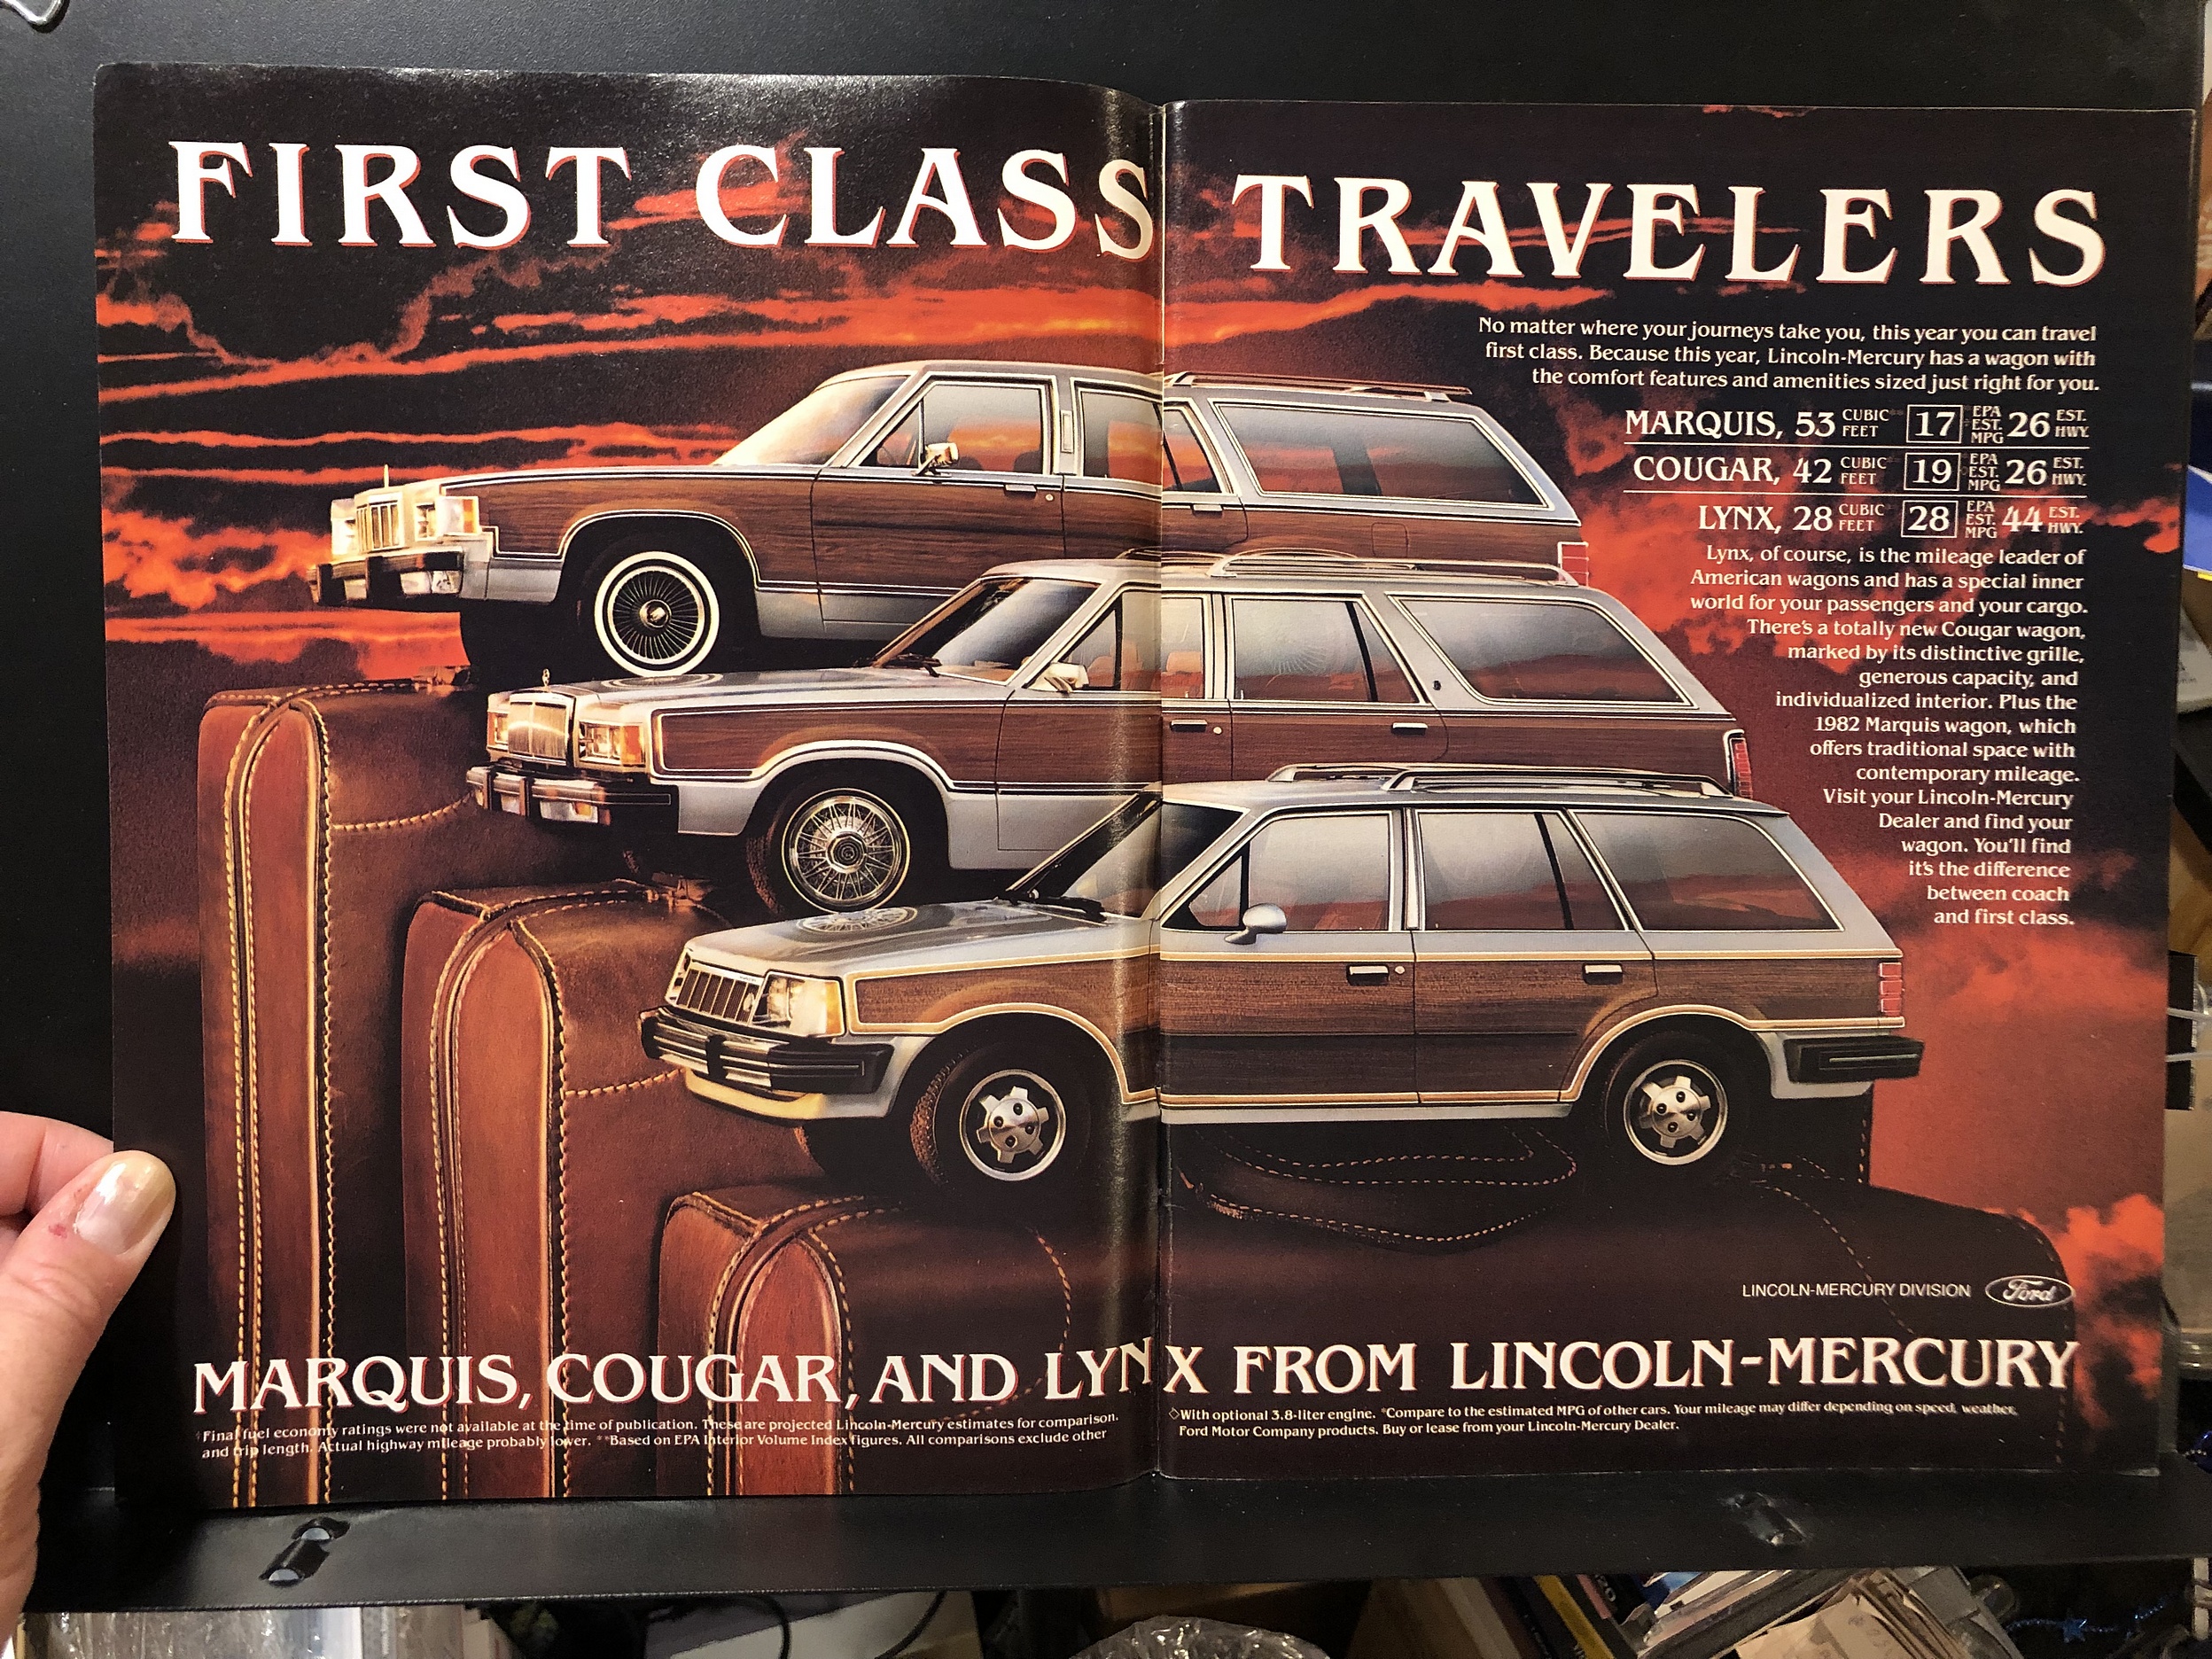 FIRST CLASS TRAVELERS
No matter where your journeys take you, this year you can travel
first class. Because this year, Lincoln-Mercury has a wagon with
the comfort features and amenities sized just right for you.
MARQUIS, 53 CUBIC FEET** 17 EPA EST. MPG 26 EST. HWY.
COUGAR, 42 CUBIC FEET 19 EPA EST. MPG 26 EST. HWY.
LYNX, 28 CUBIC FEET 28 EPA EST. MPG 44 EST. HWY.
Lynx, of course, is the mileage leader of
American wagons and has a special inner
world for your passengers and your cargo.
There's a totally new Cougar wagon,
marked by its distinctive grille,
generous capacity, and
individualized interior. Plus the
1982 Marquis wagon, which
offers traditional space with
contemporary mileage.
Visit your Lincoln-Mercury
Dealer and find your
wagon. You'll find
it's the difference
between coach
and first class.
LINCOLN-MERCURY DIVISION Ford
MARQUIS, COUGAR, AND LYNX FROM LINCOLN-MERCURY
Final fuel economy ratings were not available at the time of publication. These are projected Lincoln-Mercury estimates for comparison. ◇With optional 3.8-liter engine. *Compare to the estimated MPG of other cars. Your mileage may differ depending on speed, weather,
and trip length. Actual highway mileage probably lower. **Based on EPA Interior Volume Index figures. All comparisons exclude other Ford Motor Company products. Buy or lease from your Lincoln-Mercury Dealer.